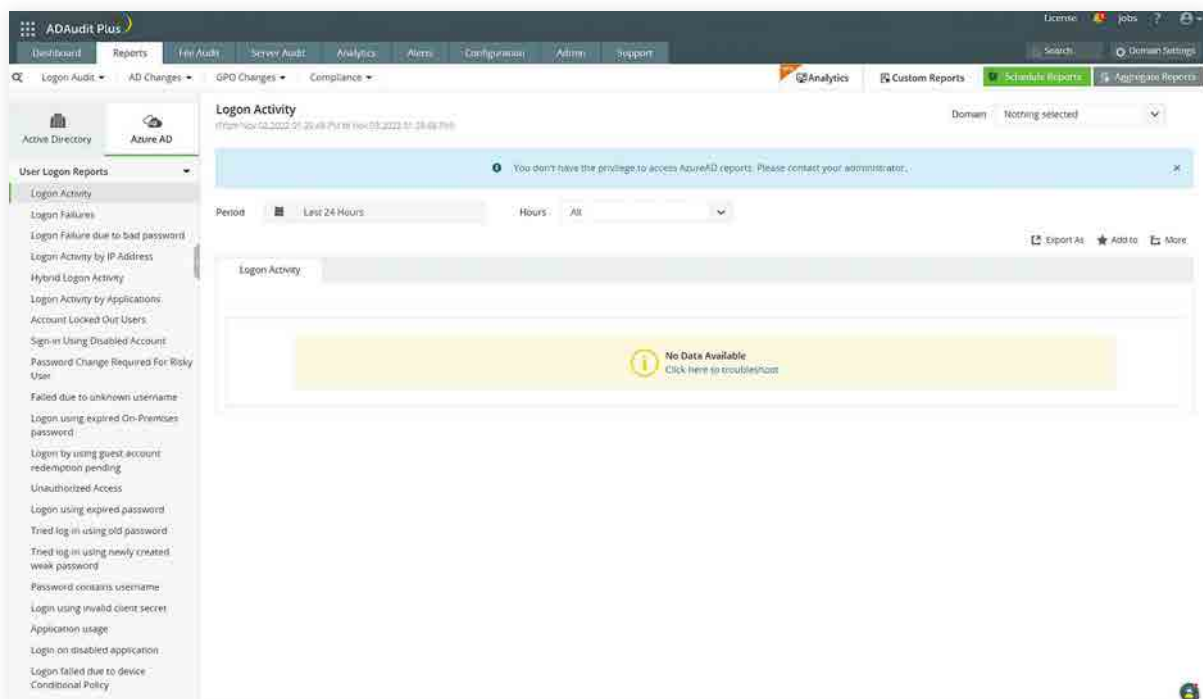 License jobs ?
ADAudit Plus
Dashboard Reports File Audit Server Audit Analytics Alerts Configuration Admin Support Search Domain Settings
Logon Audit AD Changes GPO Changes Compliance Analytics Custom Reports Schedule Reports Aggregate Reports
Active Directory Azure AD
Logon Activity
Domain Nothing selected
You don't have the privilege to access AzureAD reports. Please contact your administrator.
User Logon Reports
Logon Activity
Logon Failures
Logon Failure due to bad password
Logon Activity by IP Address
Hybrid Logon Activity
Logon Activity by Applications
Account Locked Out Users
Sign-in Using Disabled Account
Password Change Required For Risky
User
Failed due to unknown username
Logon using expired On-Premises
password
Logon by using guest account
redemption pending
Unauthorized Access
Logon using expired password
Tried log in using old password
Tried log in using newly created
weak password
Password contains username
Login using invalid client secret
Application usage
Login on disabled application
Logon failed due to device
Conditional Policy
Period Last 24 Hours Hours All
Export As Add to More
Logon Activity
No Data Available
Click here to troubleshoot